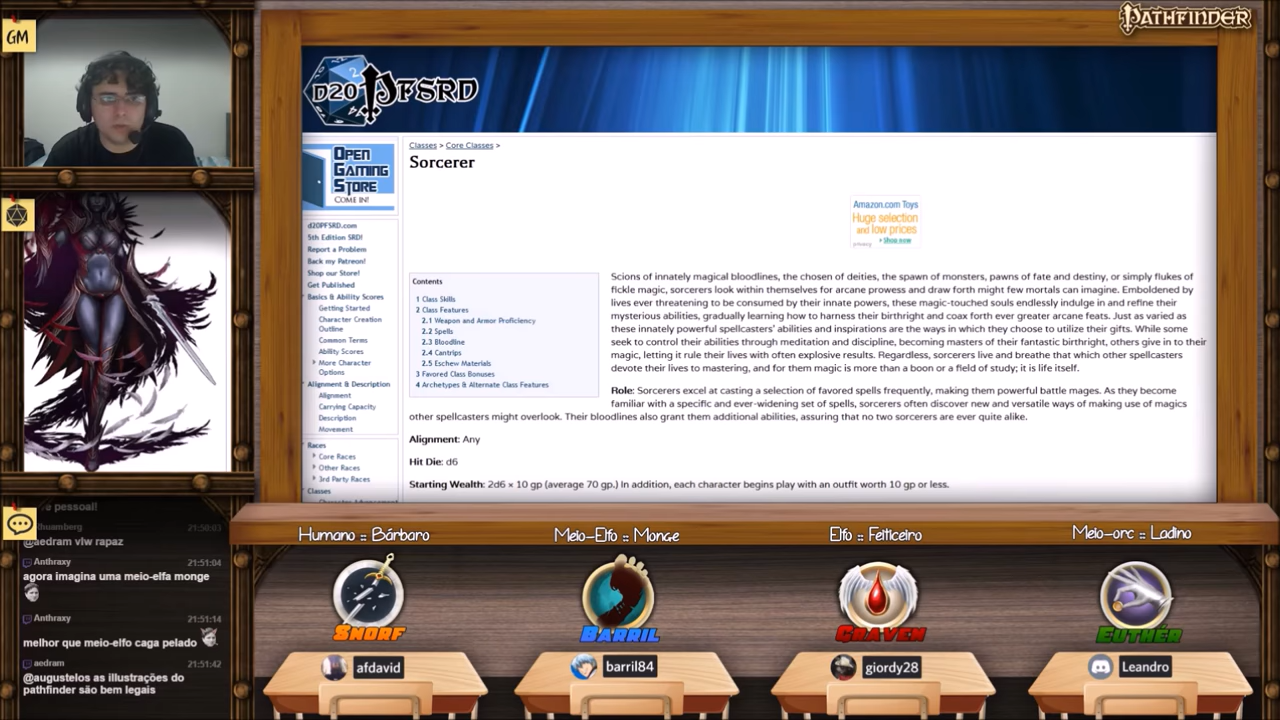 GM
PATHFINDER
D20PFSRD
OPEN
GAMING
STORE
COME IN!
d20PFSRD.com
5th Edition SRD!
Report a Problem
Back my Patreon!
Shop our Store!
Get Published
Basics & Ability Scores
Getting Started
Character Creation
Outline
Common Terms
Ability Scores
More Character
Options
Alignment & Description
Alignment
Carrying Capacity
Description
Movement
Races
Core Races
Other Races
3rd Party Races
Classes
Classes > Core Classes >
Sorcerer
Amazon.com Toys
Huge selection
and low prices
privacy
Shop now
Contents
1 Class Skills
2 Class Features
2.1 Weapon and Armor Proficiency
2.2 Spells
2.3 Bloodline
2.4 Cantrips
2.5 Eschew Materials
3 Favored Class Bonuses
4 Archetypes & Alternate Class Features
Scions of innately magical bloodlines, the chosen of deities, the spawn of monsters, pawns of fate and destiny, or simply flukes of
fickle magic, sorcerers look within themselves for arcane prowess and draw forth might few mortals can imagine. Emboldened by
lives ever threatening to be consumed by their innate powers, these magic-touched souls endlessly indulge in and refine their
mysterious abilities, gradually learning how to harness their birthright and coax forth ever greater arcane feats. Just as varied as
these innately powerful spellcasters' abilities and inspirations are the ways in which they choose to utilize their gifts. While some
seek to control their abilities through meditation and discipline, becoming masters of their fantastic birthright, others give in to their
magic, letting it rule their lives with often explosive results. Regardless, sorcerers live and breathe that which other spellcasters
devote their lives to mastering, and for them magic is more than a boon or a field of study; it is life itself.
Role: Sorcerers excel at casting a selection of favored spells frequently, making them powerful battle mages. As they become
familiar with a specific and ever-widening set of spells, sorcerers often discover new and versatile ways of making use of magics
other spellcasters might overlook. Their bloodlines also grant them additional abilities, assuring that no two sorcerers are ever quite alike.
Alignment: Any
Hit Die: d6
Starting Wealth: 2d6 × 10 gp (average 70 gp.) In addition, each character begins play with an outfit worth 10 gp or less.
pessoal!
21:50:03
@aedram vlw rapaz
Anthraxy 21:51:04
agora imagina uma meio-elfa monge
Anthraxy 21:51:14
melhor que meio-elfo caga pelado
aedram 21:51:42
@augustelos as illustrações do
pathfinder são bem legais
Humano :: Bárbaro
SNORF
afdavid
Meio-Elfo :: Monge
BARRIL
barril84
Elfo :: Feiticeiro
GRAVEN
giordy28
Meio-orc :: Ladino
EUTHÉR
Leandro